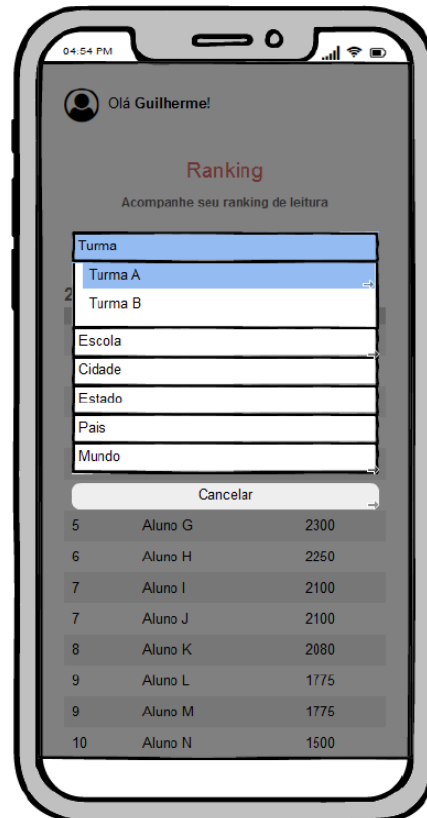 04:54 PM
Olá Guilherme!
Ranking
Acompanhe seu ranking de leitura
Turma
Turma A
2
Turma B
Escola
Cidade
Estado
Pais
Mundo
Cancelar
5 Aluno G 2300
6 Aluno H 2250
7 Aluno I 2100
7 Aluno J 2100
8 Aluno K 2080
9 Aluno L 1775
9 Aluno M 1775
10 Aluno N 1500